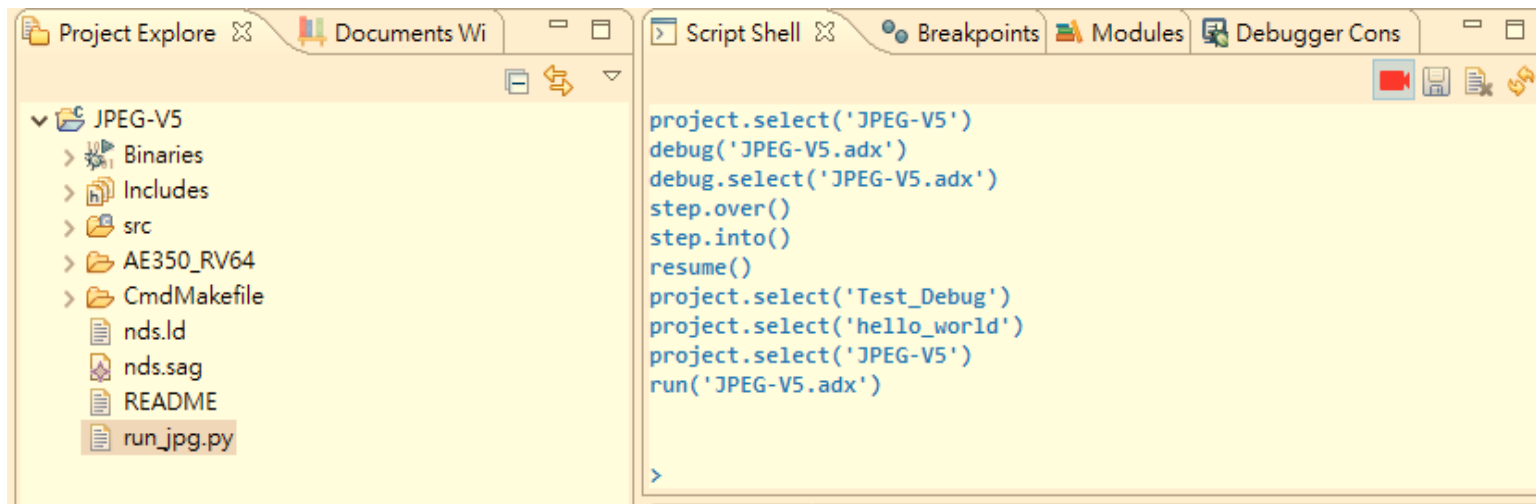 Project Explore
Documents Wi
JPEG-V5
Binaries
Includes
src
AE350_RV64
CmdMakefile
nds.ld
nds.sag
README
run_jpg.py
Script Shell
Breakpoints
Modules
Debugger Cons
project.select('JPEG-V5')
debug('JPEG-V5.adx')
debug.select('JPEG-V5.adx')
step.over()
step.into()
resume()
project.select('Test_Debug')
project.select('hello_world')
project.select('JPEG-V5')
run('JPEG-V5.adx')
>